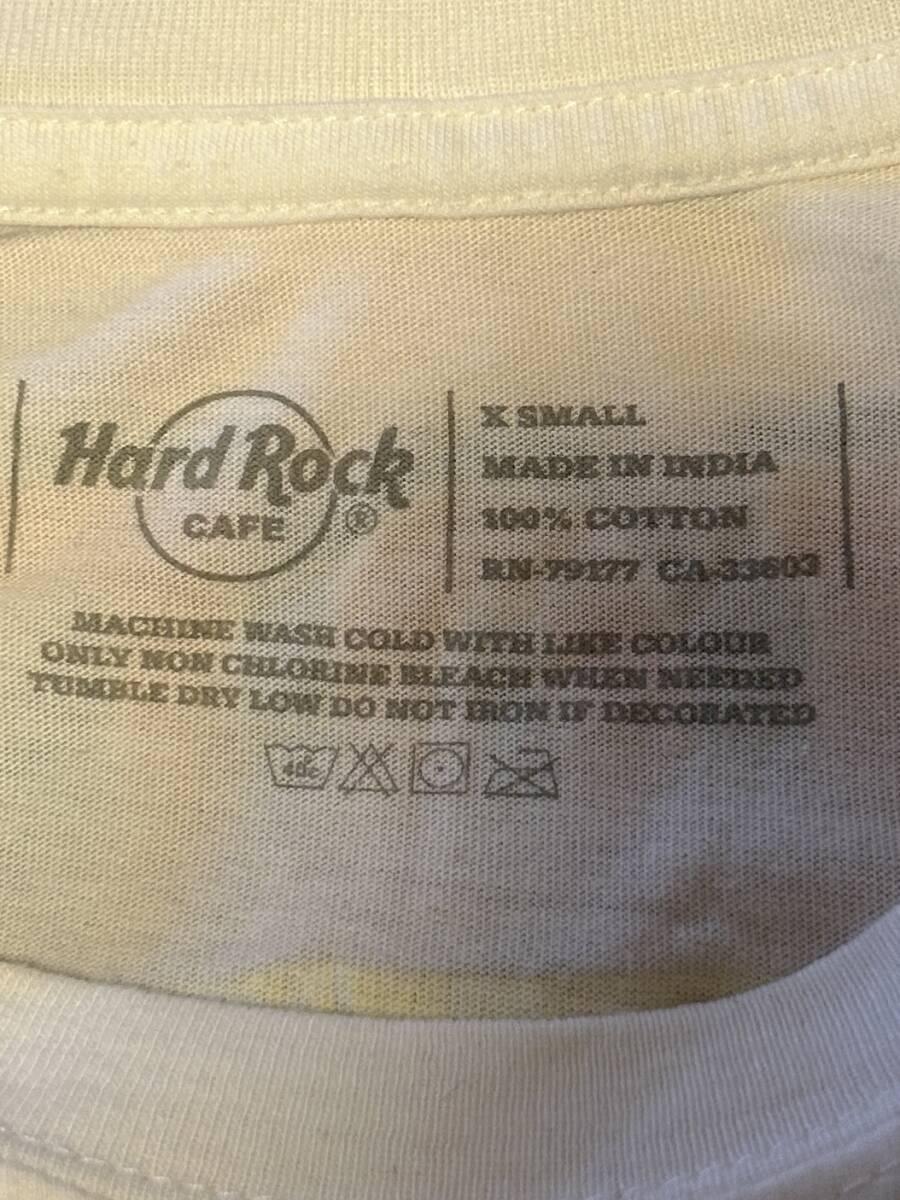 Hard Rock
CAFE ®
X SMALL
MADE IN INDIA
100% COTTON
RN-79177 CA-33603
MACHINE WASH COLD WITH LIKE COLOUR
ONLY NON CHLORINE BLEACH WHEN NEEDED
TUMBLE DRY LOW DO NOT IRON IF DECORATED
40c